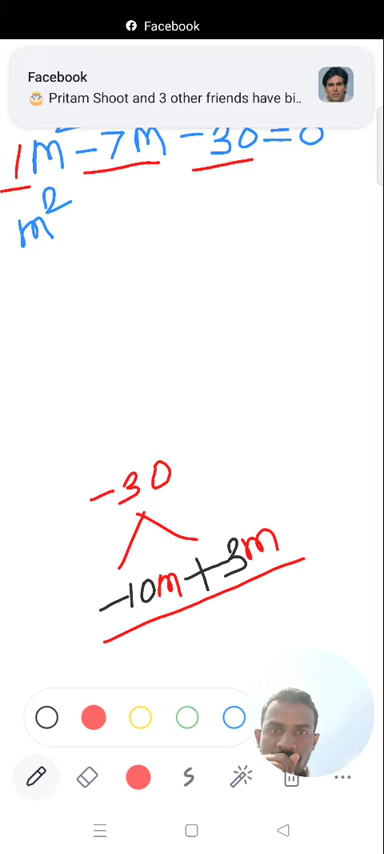 Facebook
Facebook
🎂 Pritam Shoot and 3 other friends have bi..
1m² - 7m - 30 = 0
m²
-30
-10m + 3m
S